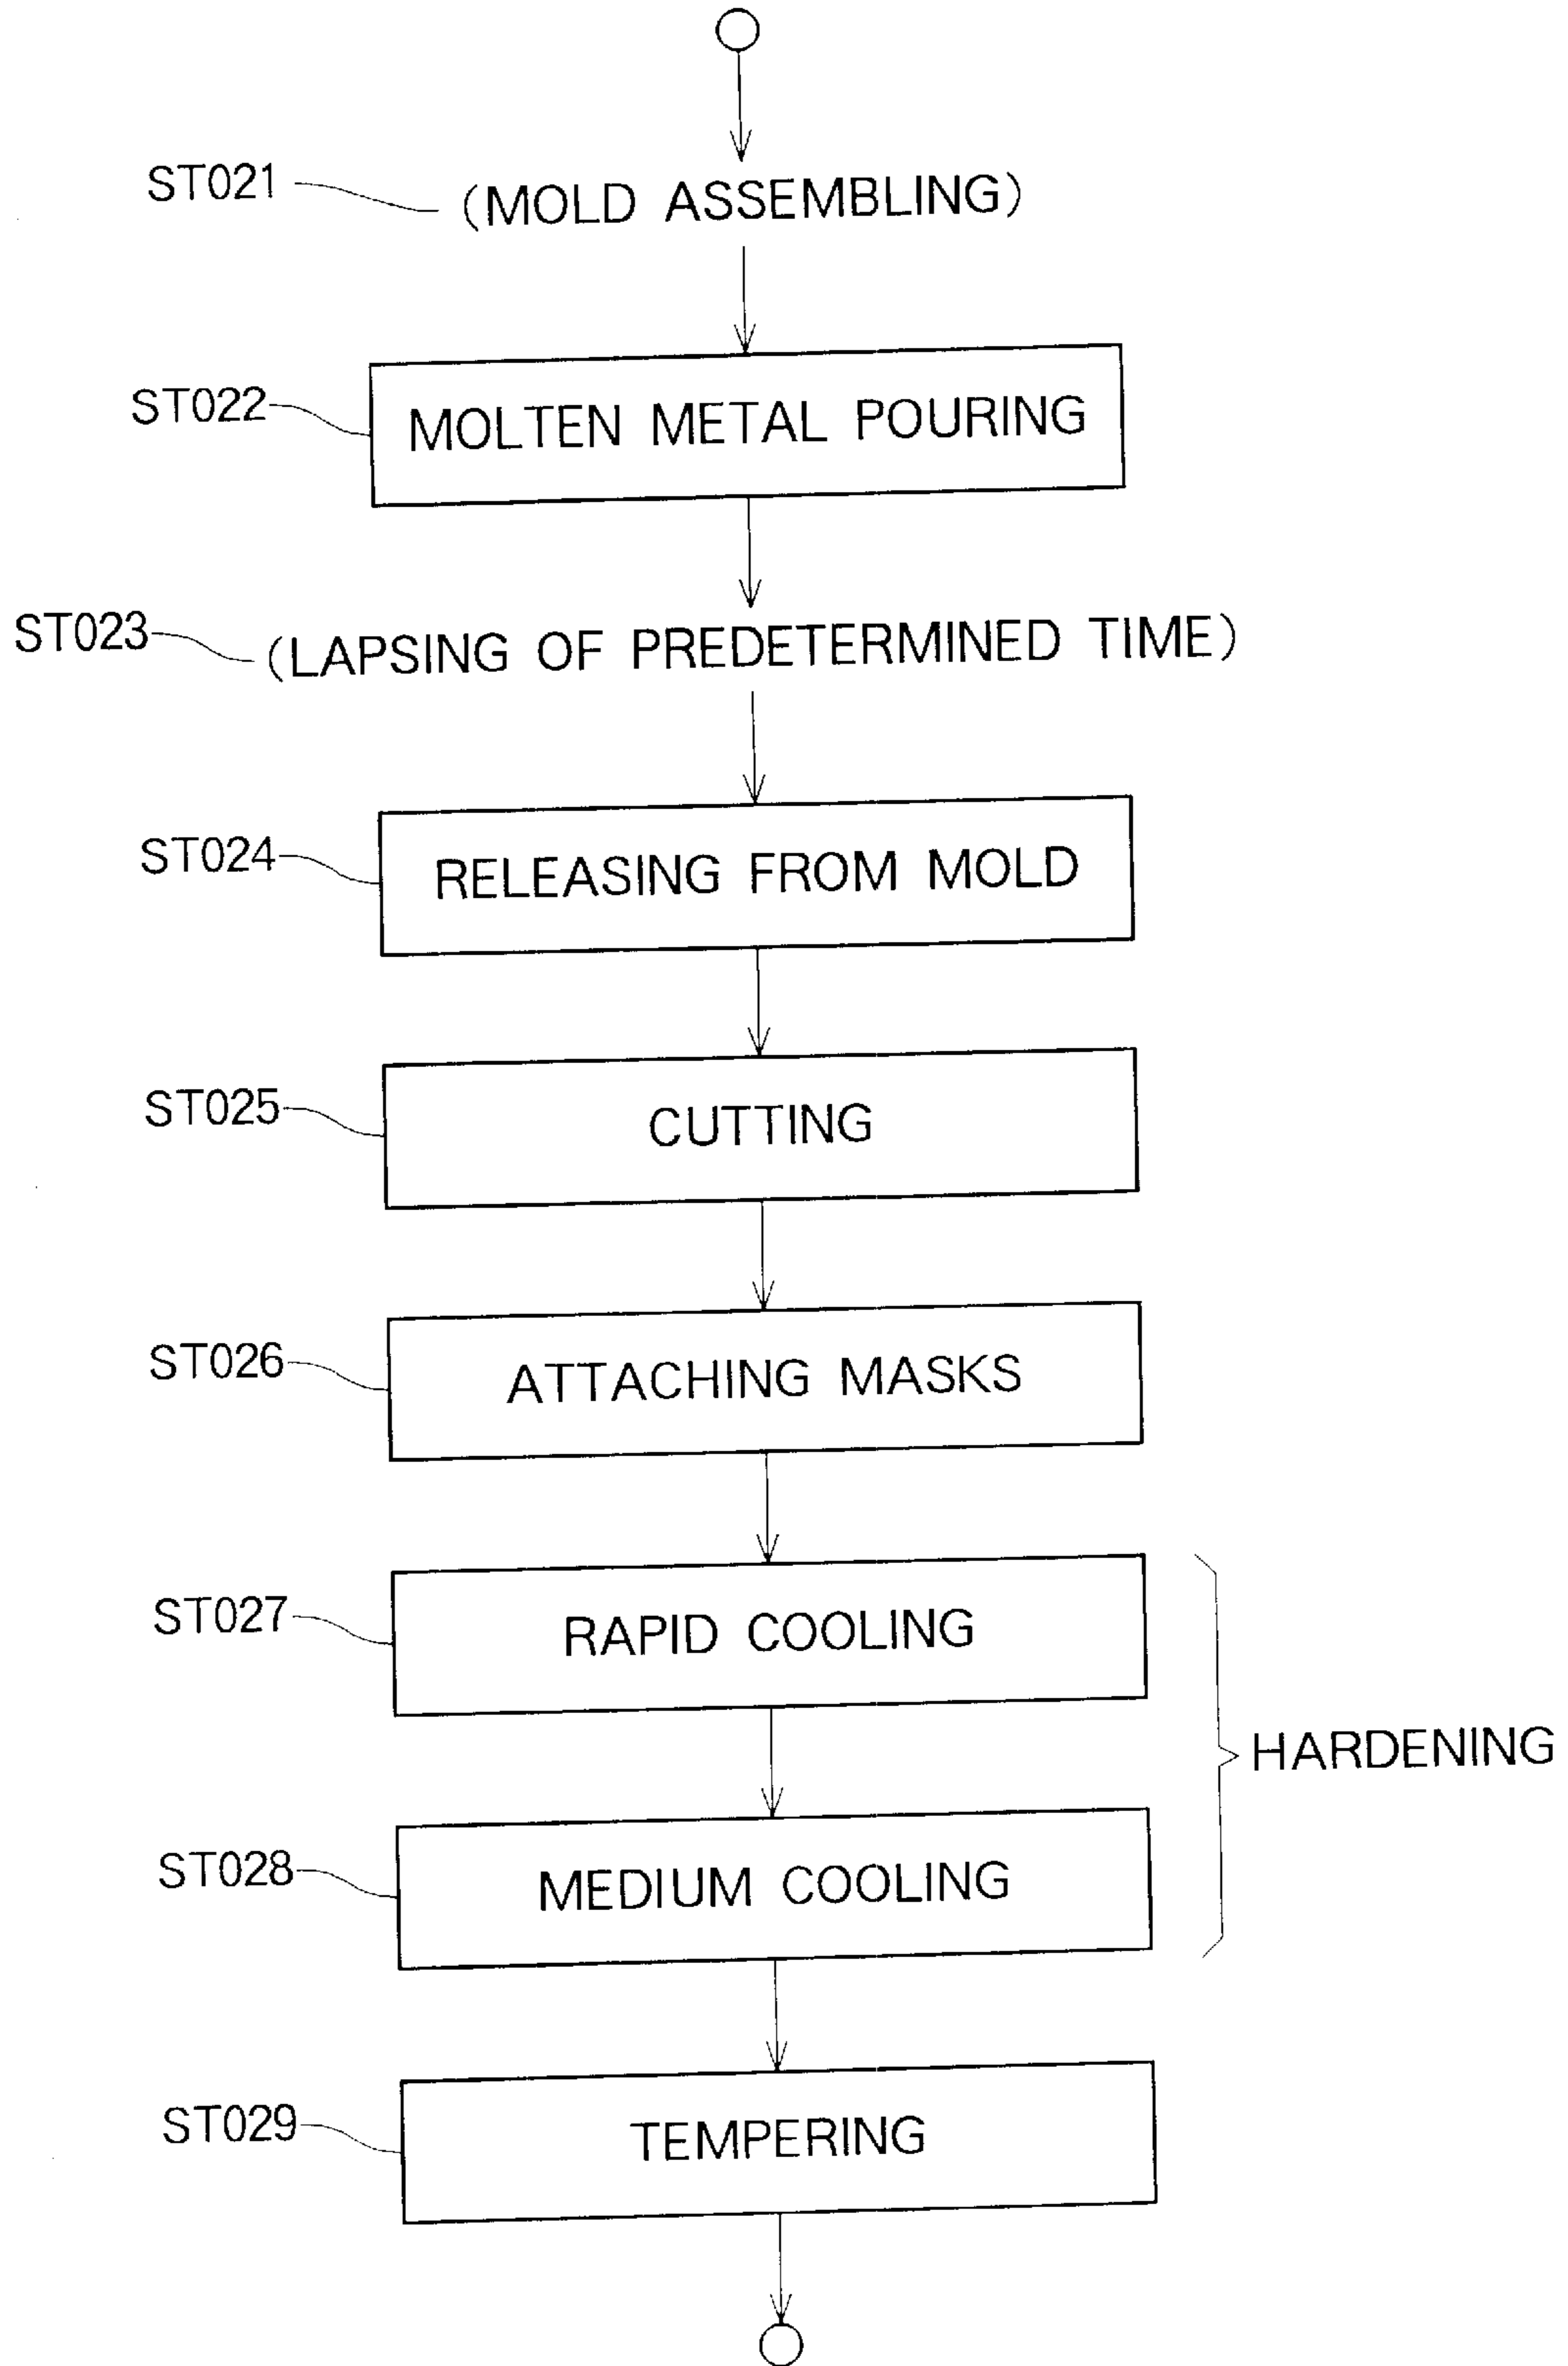 ST021
(MOLD ASSEMBLING)
ST022
MOLTEN METAL POURING
ST023
(LAPSING OF PREDETERMINED TIME)
ST024
RELEASING FROM MOLD
ST025
CUTTING
ST026
ATTACHING MASKS
ST027
RAPID COOLING
HARDENING
ST028
MEDIUM COOLING
ST029
TEMPERING